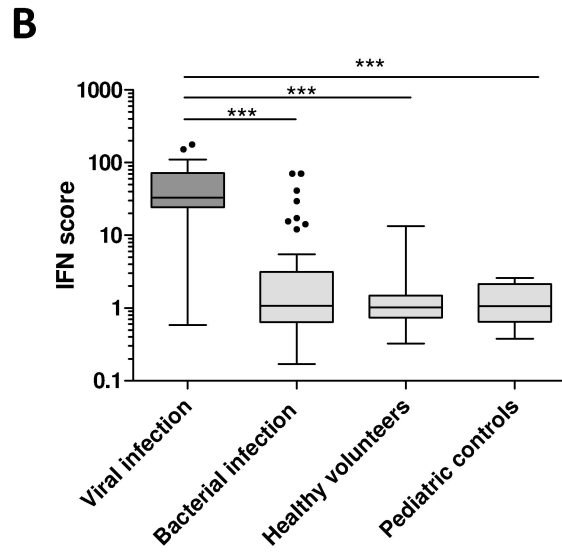 B
***
***
***
1000
100
10
1
0.1
IFN score
Viral infection
Bacterial infection
Healthy volunteers
Pediatric controls